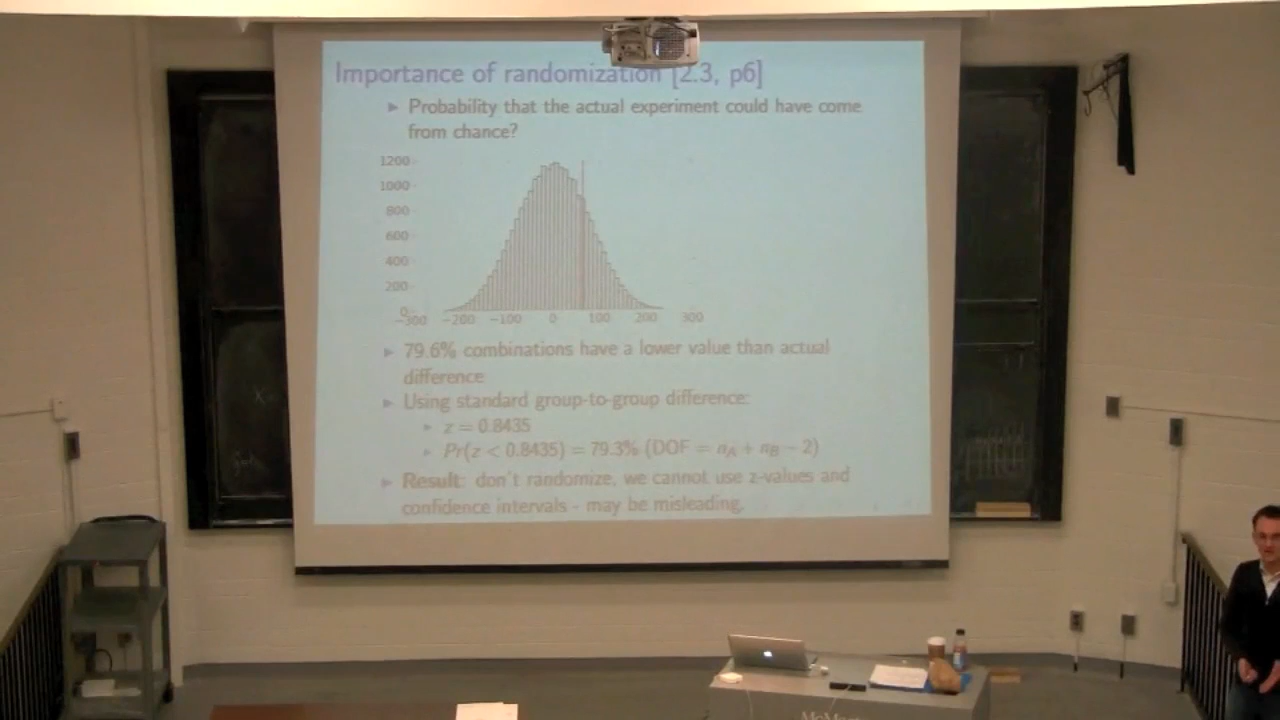 Importance of randomization [2.3, p6]
► Probability that the actual experiment could have come
from chance?
1200
1000
800
600
400
200
0
−300 −200 −100 0 100 200 300
► 79.6% combinations have a lower value than actual
difference
► Using standard group-to-group difference:
► z = 0.8435
► Pr(z < 0.8435) = 79.3% (DOF = nA + nB − 2)
► Result: don't randomize, we cannot use z-values and
confidence intervals - may be misleading.